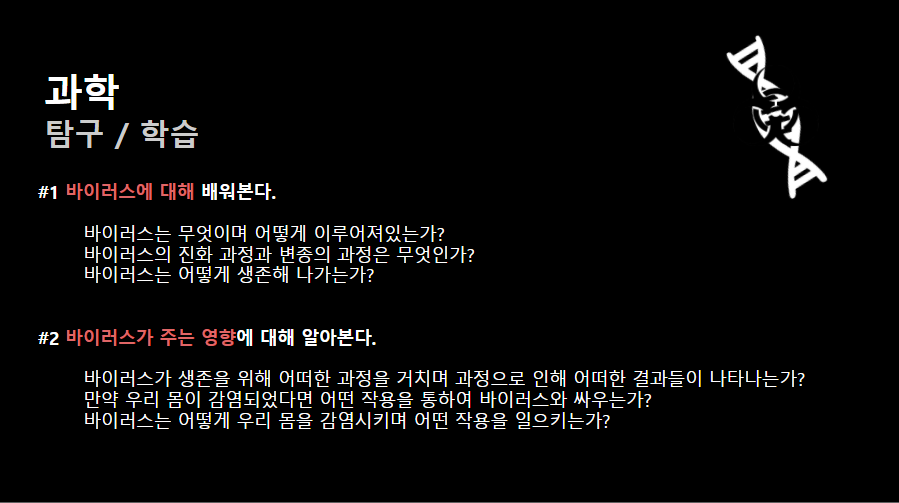 과학
탐구 / 학습
#1 바이러스에 대해 배워본다.
바이러스는 무엇이며 어떻게 이루어져있는가?
바이러스의 진화 과정과 변종의 과정은 무엇인가?
바이러스는 어떻게 생존해 나가는가?
#2 바이러스가 주는 영향에 대해 알아본다.
바이러스가 생존을 위해 어떠한 과정을 거치며 과정으로 인해 어떠한 결과들이 나타나는가?
만약 우리 몸이 감염되었다면 어떤 작용을 통하여 바이러스와 싸우는가?
바이러스는 어떻게 우리 몸을 감염시키며 어떤 작용을 일으키는가?